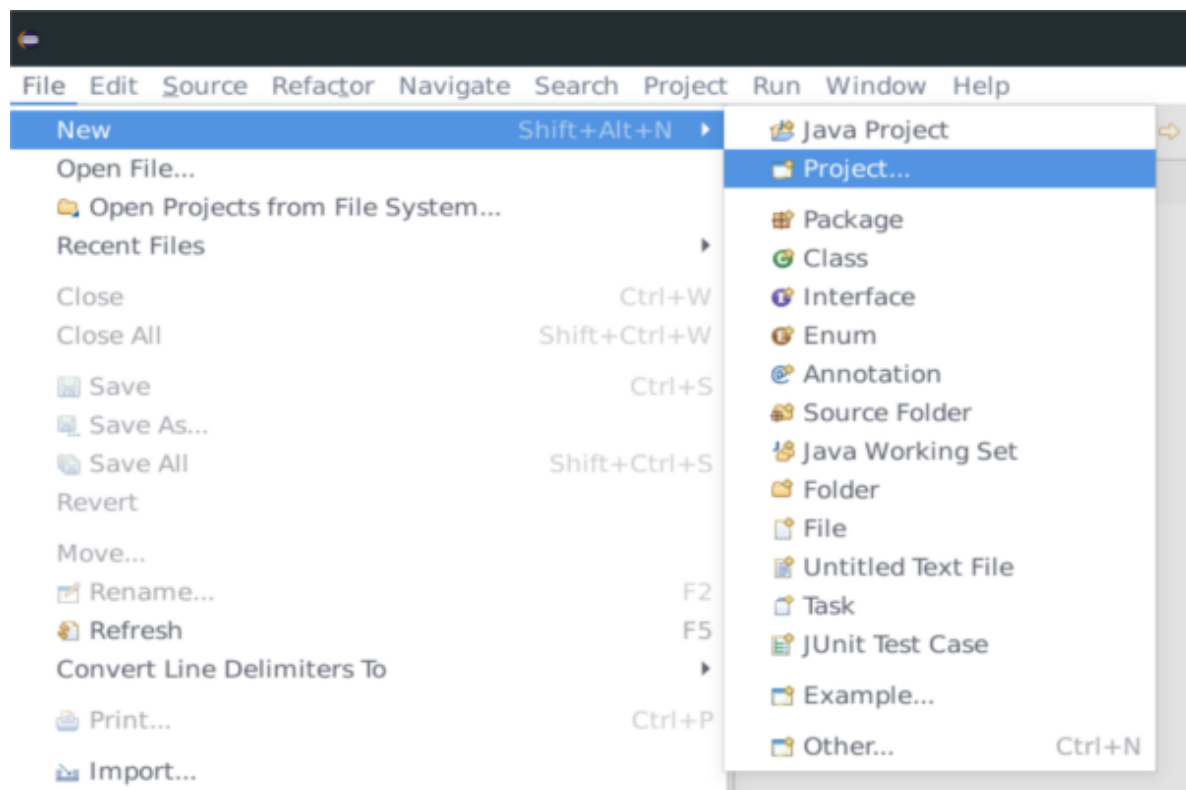 File Edit Source Refactor Navigate Search Project Run Window Help
New Shift+Alt+N
Open File...
Open Projects from File System...
Recent Files
Close Ctrl+W
Close All Shift+Ctrl+W
Save Ctrl+S
Save As...
Save All Shift+Ctrl+S
Revert
Move...
Rename... F2
Refresh F5
Convert Line Delimiters To
Print... Ctrl+P
Import...
Java Project
Project...
Package
Class
Interface
Enum
Annotation
Source Folder
Java Working Set
Folder
File
Untitled Text File
Task
JUnit Test Case
Example...
Other... Ctrl+N